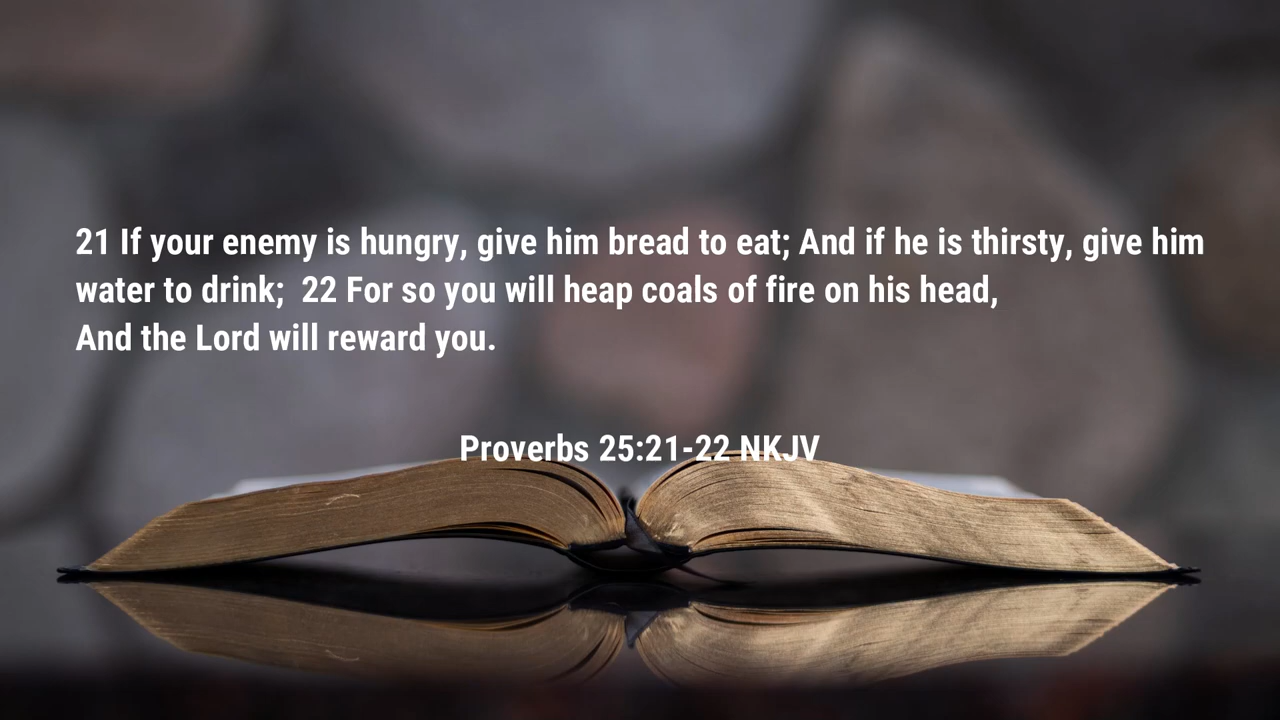 21 If your enemy is hungry, give him bread to eat; And if he is thirsty, give him
water to drink;  22 For so you will heap coals of fire on his head,
And the Lord will reward you.
Proverbs 25:21-22 NKJV